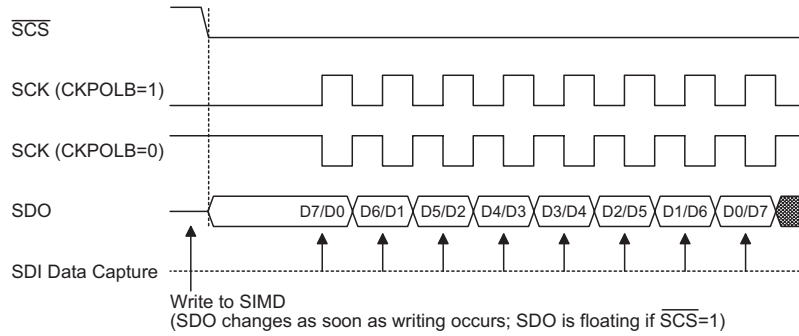 SCS
SCK (CKPOLB=1)
SCK (CKPOLB=0)
SDO D7/D0 D6/D1 D5/D2 D4/D3 D3/D4 D2/D5 D1/D6 D0/D7
SDI Data Capture
Write to SIMD
(SDO changes as soon as writing occurs; SDO is floating if SCS=1)